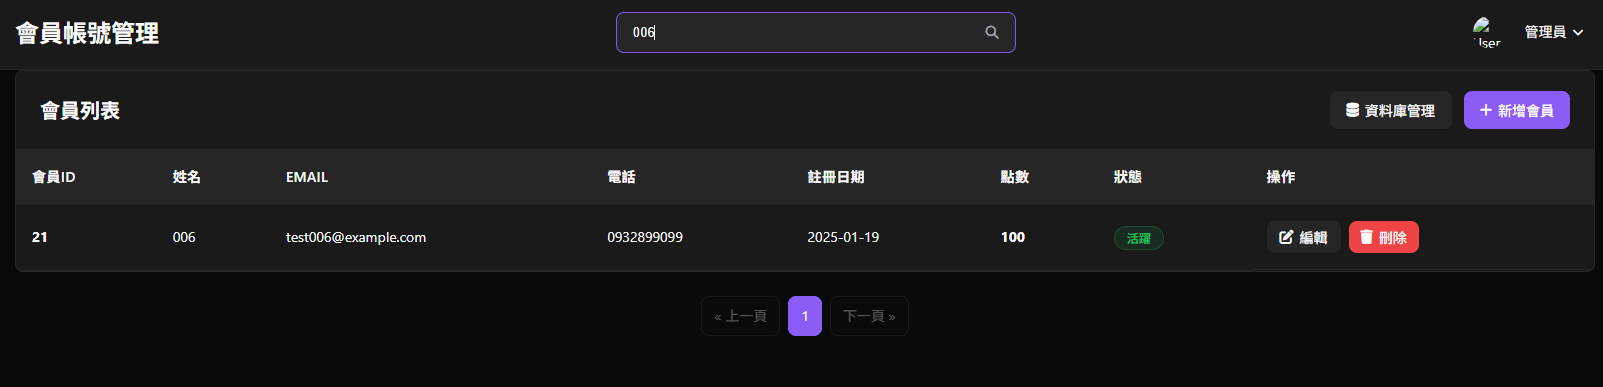 會員帳號管理
006
User
管理員
會員列表
資料庫管理
新增會員
會員ID 姓名 EMAIL 電話 註冊日期 點數 狀態 操作
21 006 test006@example.com 0932899099 2025-01-19 100 活躍 編輯 刪除
« 上一頁 1 下一頁 »